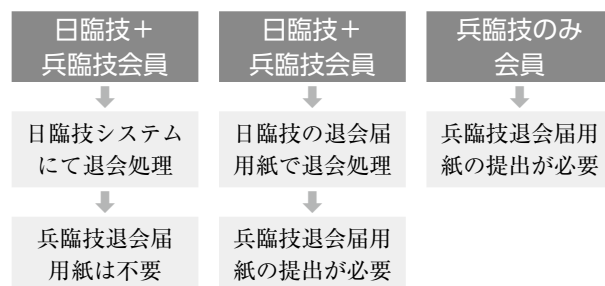 日臨技＋
兵臨技会員
日臨技システム
にて退会処理
兵臨技退会届
用紙は不要
日臨技＋
兵臨技会員
日臨技の退会届
用紙で退会処理
兵臨技退会届用
紙の提出が必要
兵臨技のみ
会員
兵臨技退会届用
紙の提出が必要